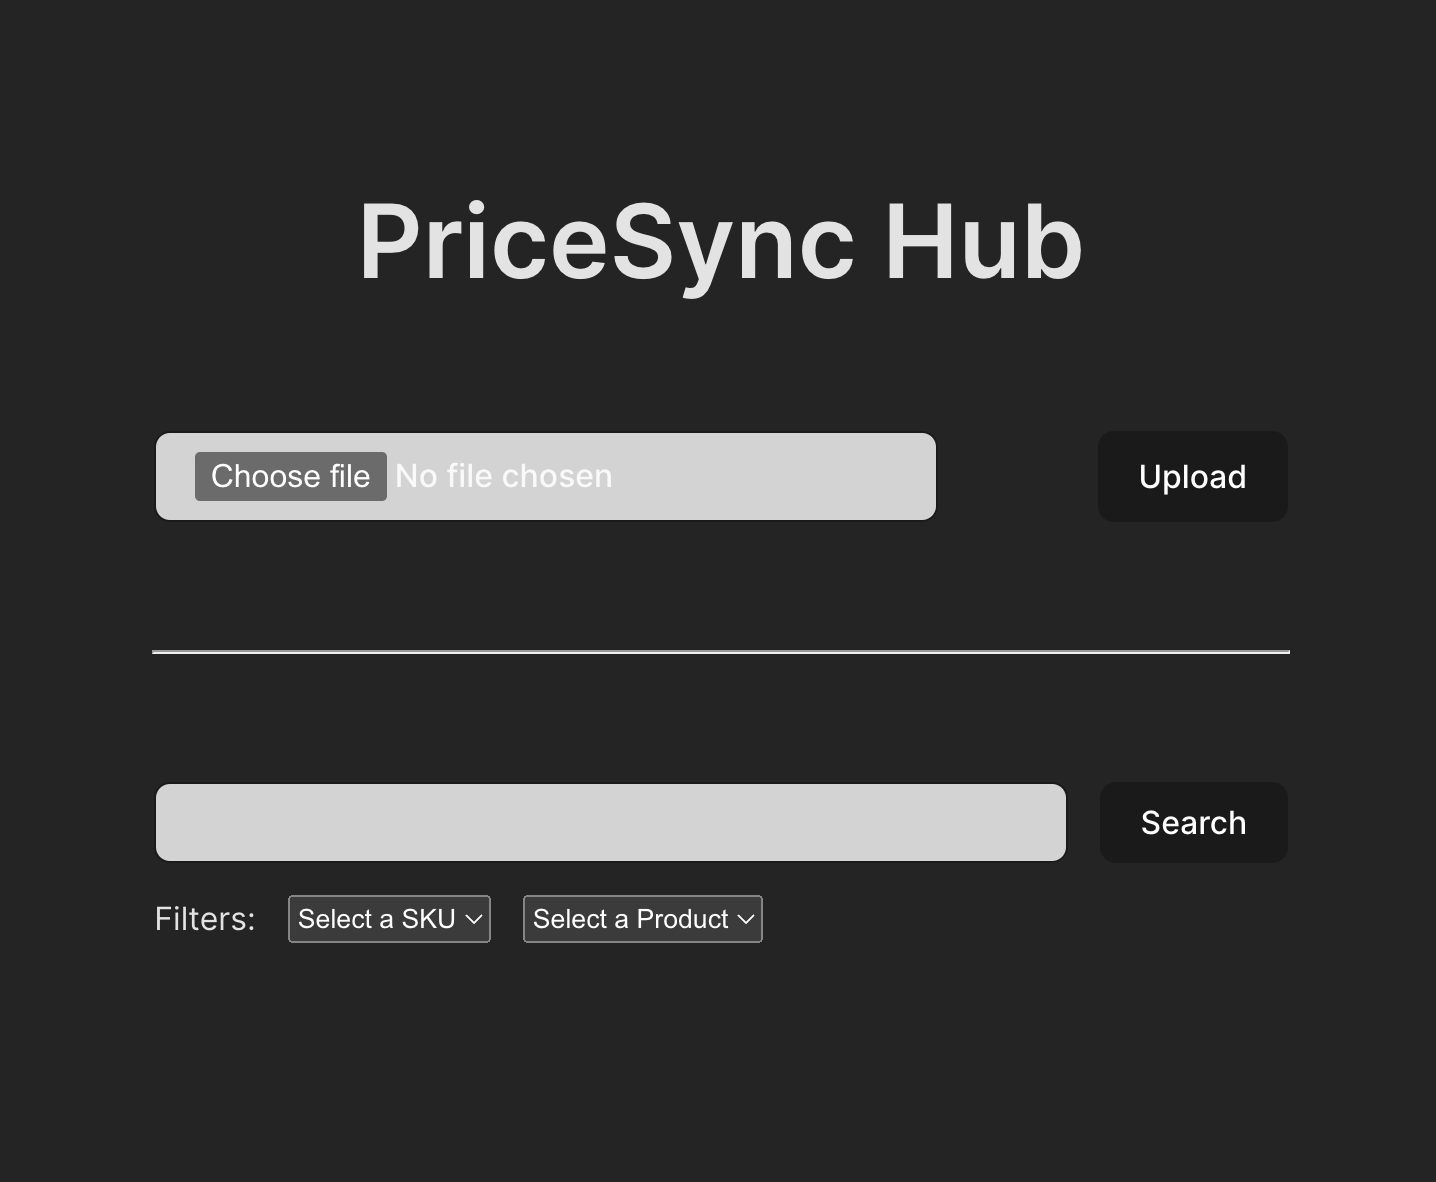 PriceSync Hub
Choose file No file chosen
Upload
Search
Filters: Select a SKU Select a Product